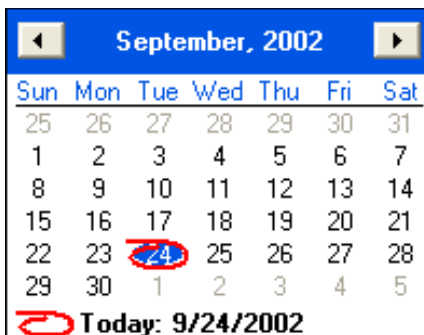 September, 2002
Sun Mon Tue Wed Thu Fri Sat
25 26 27 28 29 30 31
1 2 3 4 5 6 7
8 9 10 11 12 13 14
15 16 17 18 19 20 21
22 23 24 25 26 27 28
29 30 1 2 3 4 5
Today: 9/24/2002